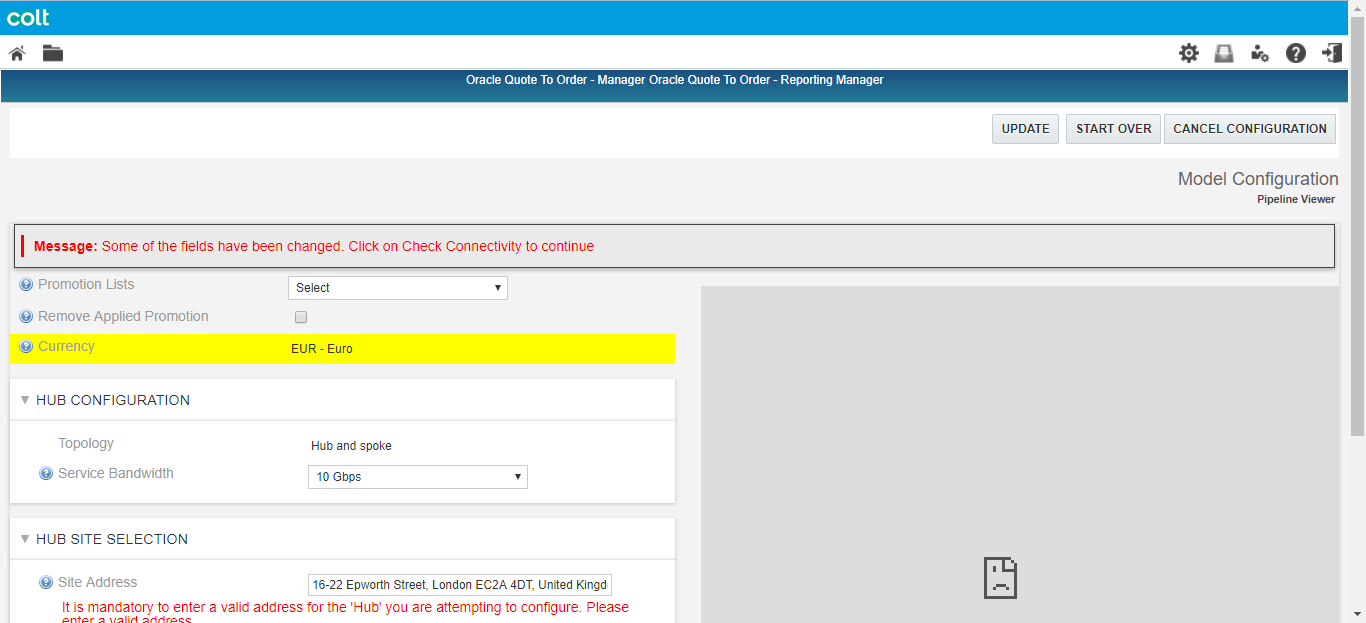 colt
Oracle Quote To Order - Manager Oracle Quote To Order - Reporting Manager
UPDATE
START OVER
CANCEL CONFIGURATION
Model Configuration
Pipeline Viewer
Message: Some of the fields have been changed. Click on Check Connectivity to continue
Promotion Lists
Select
Remove Applied Promotion
Currency
EUR - Euro
HUB CONFIGURATION
Topology
Hub and spoke
Service Bandwidth
10 Gbps
HUB SITE SELECTION
Site Address
16-22 Epworth Street, London EC2A 4DT, United Kingd
It is mandatory to enter a valid address for the 'Hub' you are attempting to configure. Please
enter a valid address